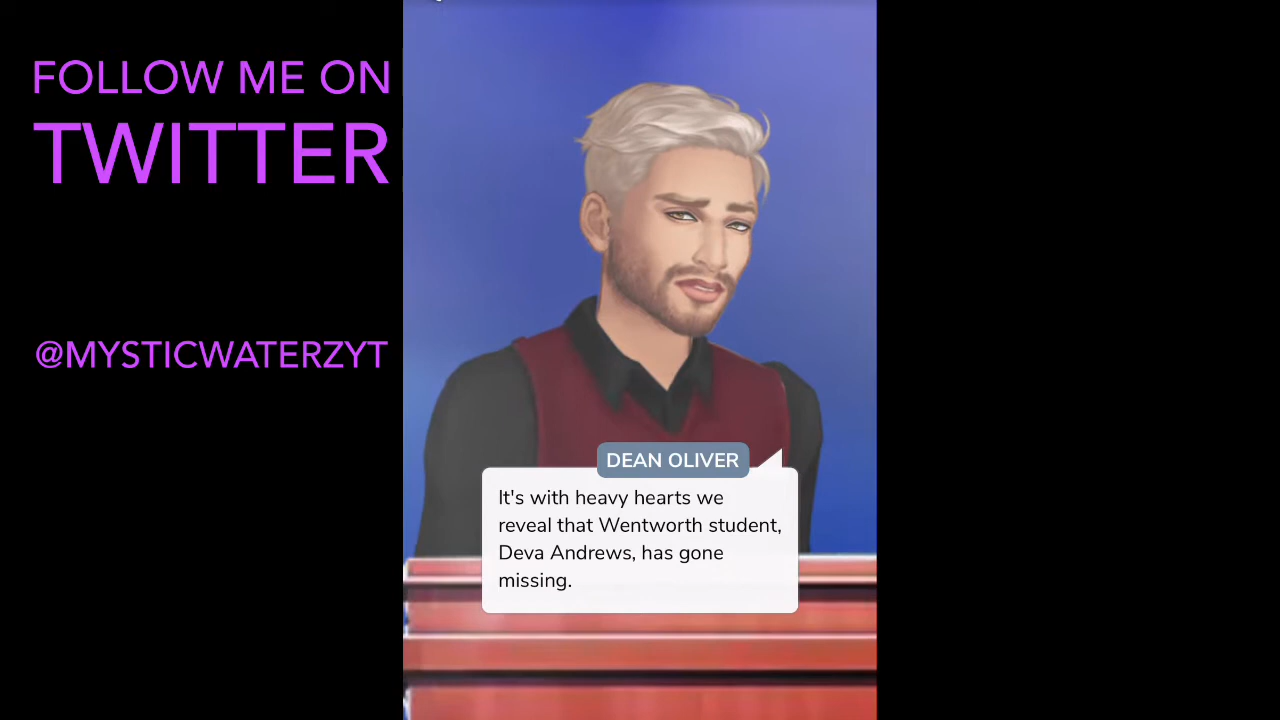 FOLLOW ME ON
TWITTER
@MYSTICWATERZYT
DEAN OLIVER
It's with heavy hearts we
reveal that Wentworth student,
Deva Andrews, has gone
missing.